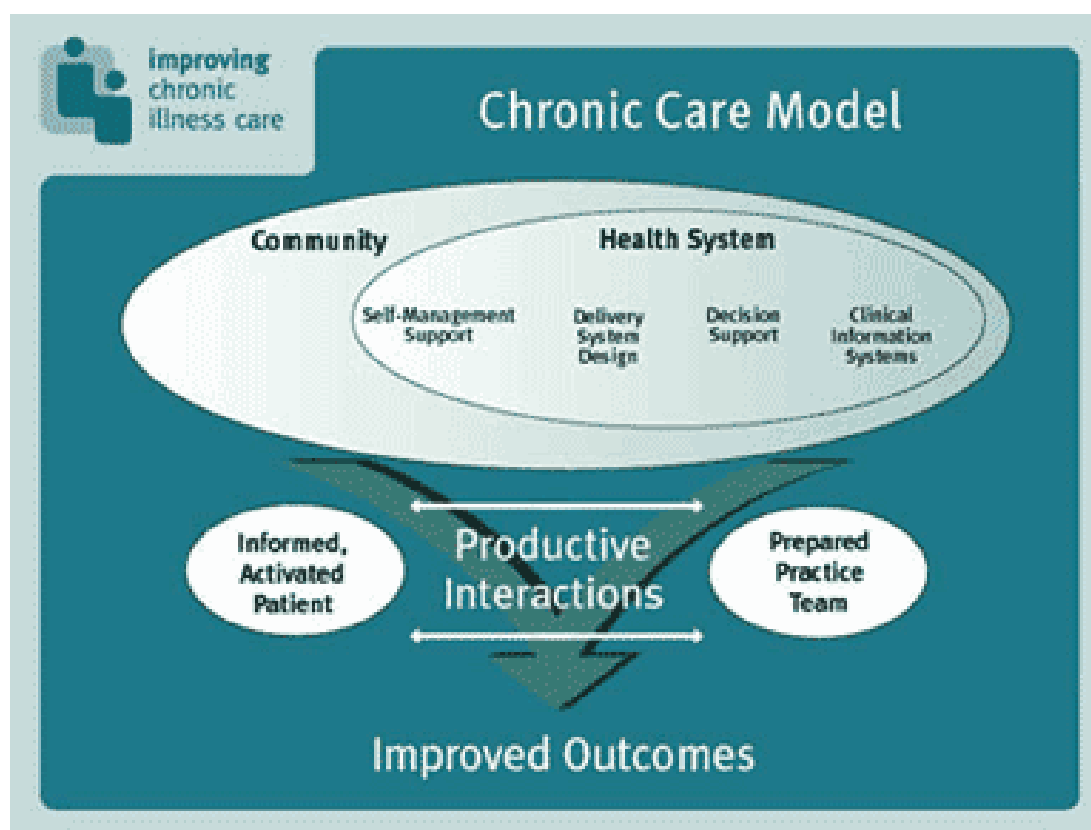 improving
chronic
illness care
Chronic Care Model
Community
Health System
Self-Management
Support
Delivery
System
Design
Decision
Support
Clinical
Information
Systems
Informed,
Activated
Patient
Productive
Interactions
Prepared
Practice
Team
Improved Outcomes